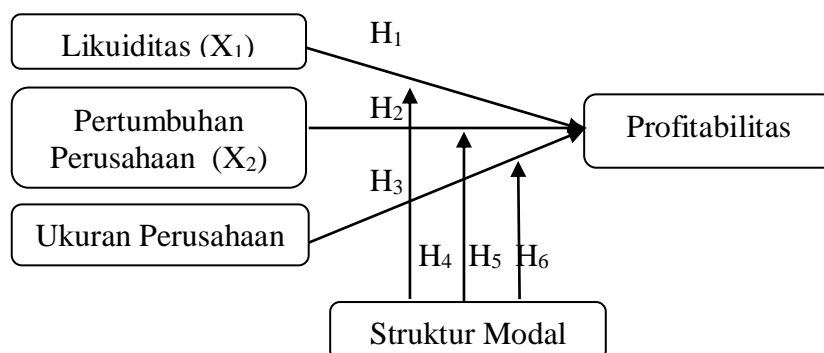 Likuiditas (X₁)
H₁
Pertumbuhan
Perusahaan (X₂)
H₂
Profitabilitas
H₃
Ukuran Perusahaan
H₄
H₅
H₆
Struktur Modal